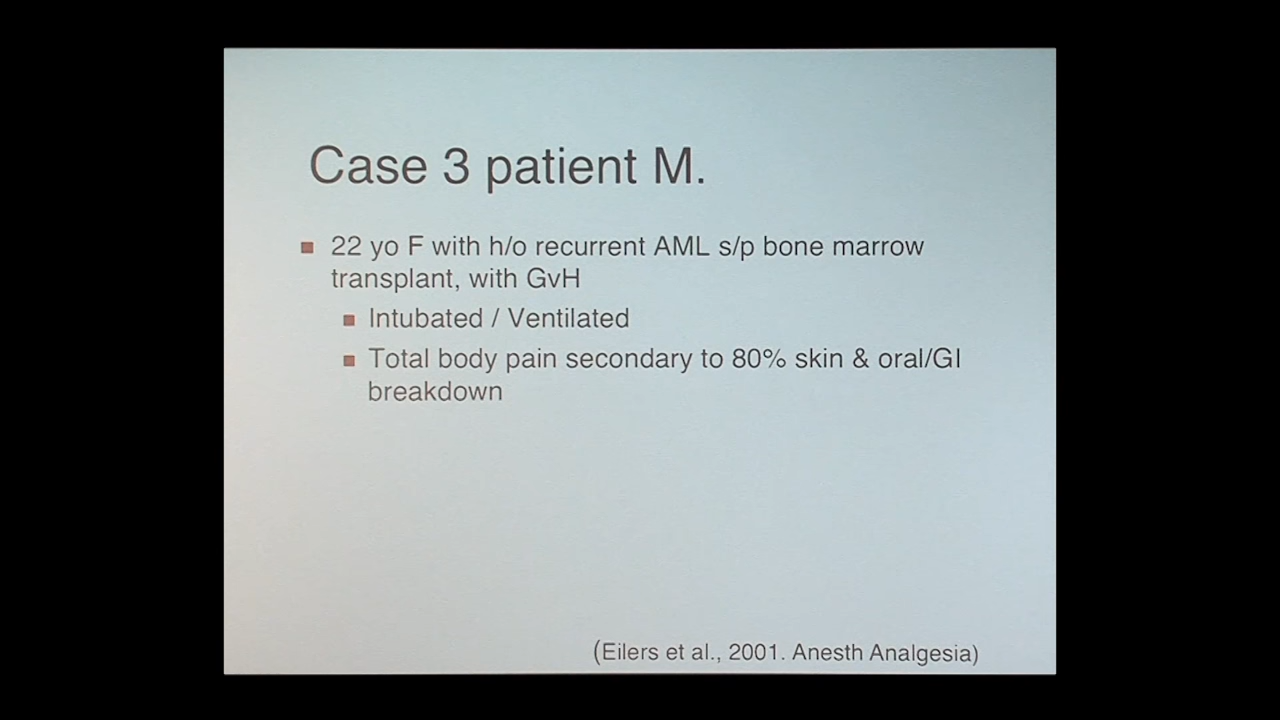 Case 3 patient M.
22 yo F with h/o recurrent AML s/p bone marrow
transplant, with GvH
Intubated / Ventilated
Total body pain secondary to 80% skin & oral/GI
breakdown
(Eilers et al., 2001. Anesth Analgesia)